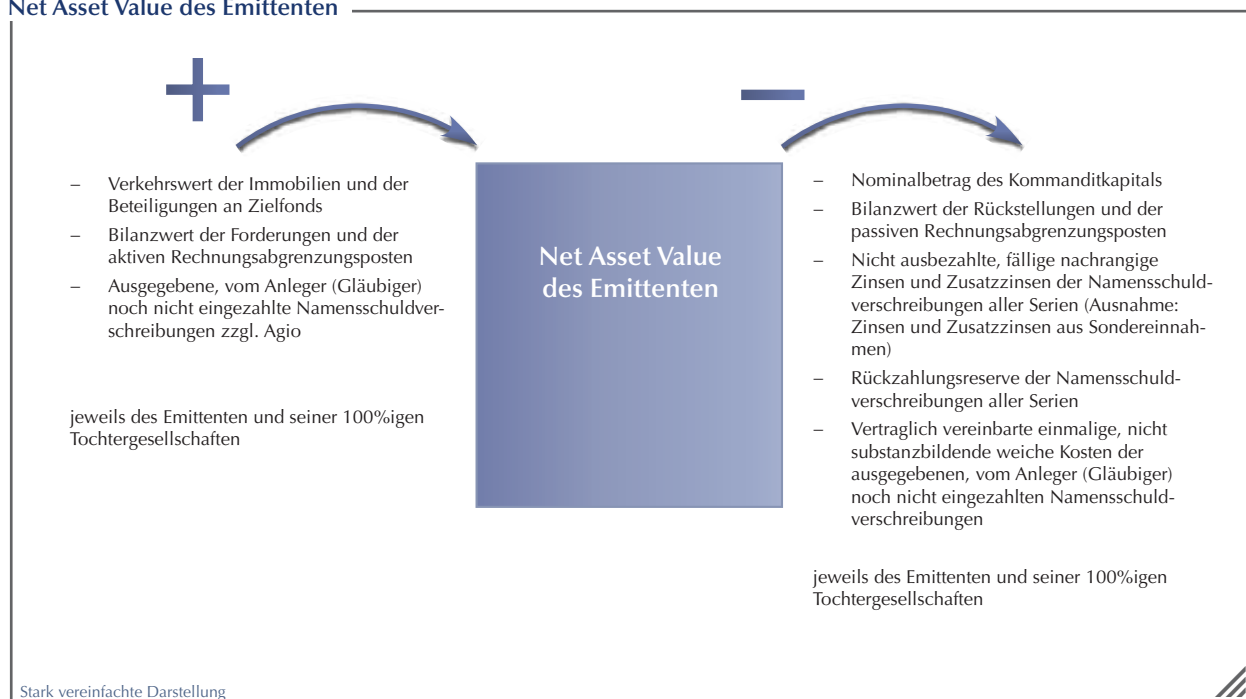 Net Asset Value des Emittenten
– Verkehrswert der Immobilien und der
Beteiligungen an Zielfonds
– Bilanzwert der Forderungen und der
aktiven Rechnungsabgrenzungsposten
– Ausgegebene, vom Anleger (Gläubiger)
noch nicht eingezahlte Namensschuldver-
schreibungen zzgl. Agio
jeweils des Emittenten und seiner 100%igen
Tochtergesellschaften
Net Asset Value
des Emittenten
– Nominalbetrag des Kommanditkapitals
– Bilanzwert der Rückstellungen und der
passiven Rechnungsabgrenzungsposten
– Nicht ausbezahlte, fällige nachrangige
Zinsen und Zusatzzinsen der Namensschuld-
verschreibungen aller Serien (Ausnahme:
Zinsen und Zusatzzinsen aus Sondereinnah-
men)
– Rückzahlungsreserve der Namensschuld-
verschreibungen aller Serien
– Vertraglich vereinbarte einmalige, nicht
substanzbildende weiche Kosten der
ausgegebenen, vom Anleger (Gläubiger)
noch nicht eingezahlten Namensschuld-
verschreibungen
jeweils des Emittenten und seiner 100%igen
Tochtergesellschaften
Stark vereinfachte Darstellung